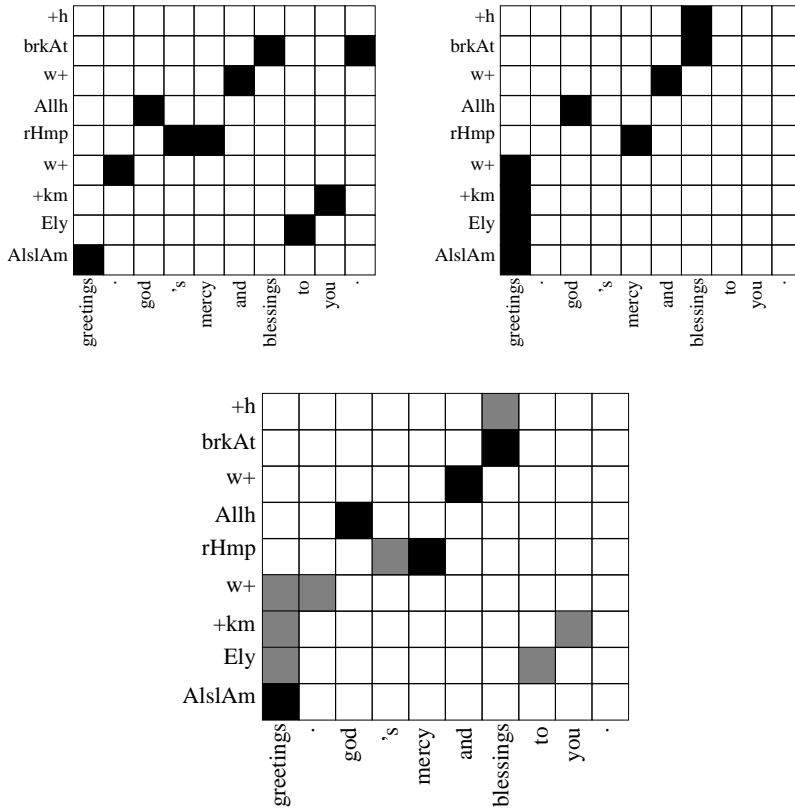 +h
brkAt
w+
Allh
rHmp
w+
+km
Ely
AlslAm
greetings
.
god
’s
mercy
and
blessings
to
you
.
+h
brkAt
w+
Allh
rHmp
w+
+km
Ely
AlslAm
greetings
.
god
’s
mercy
and
blessings
to
you
.
+h
brkAt
w+
Allh
rHmp
w+
+km
Ely
AlslAm
greetings
.
god
’s
mercy
and
blessings
to
you
.